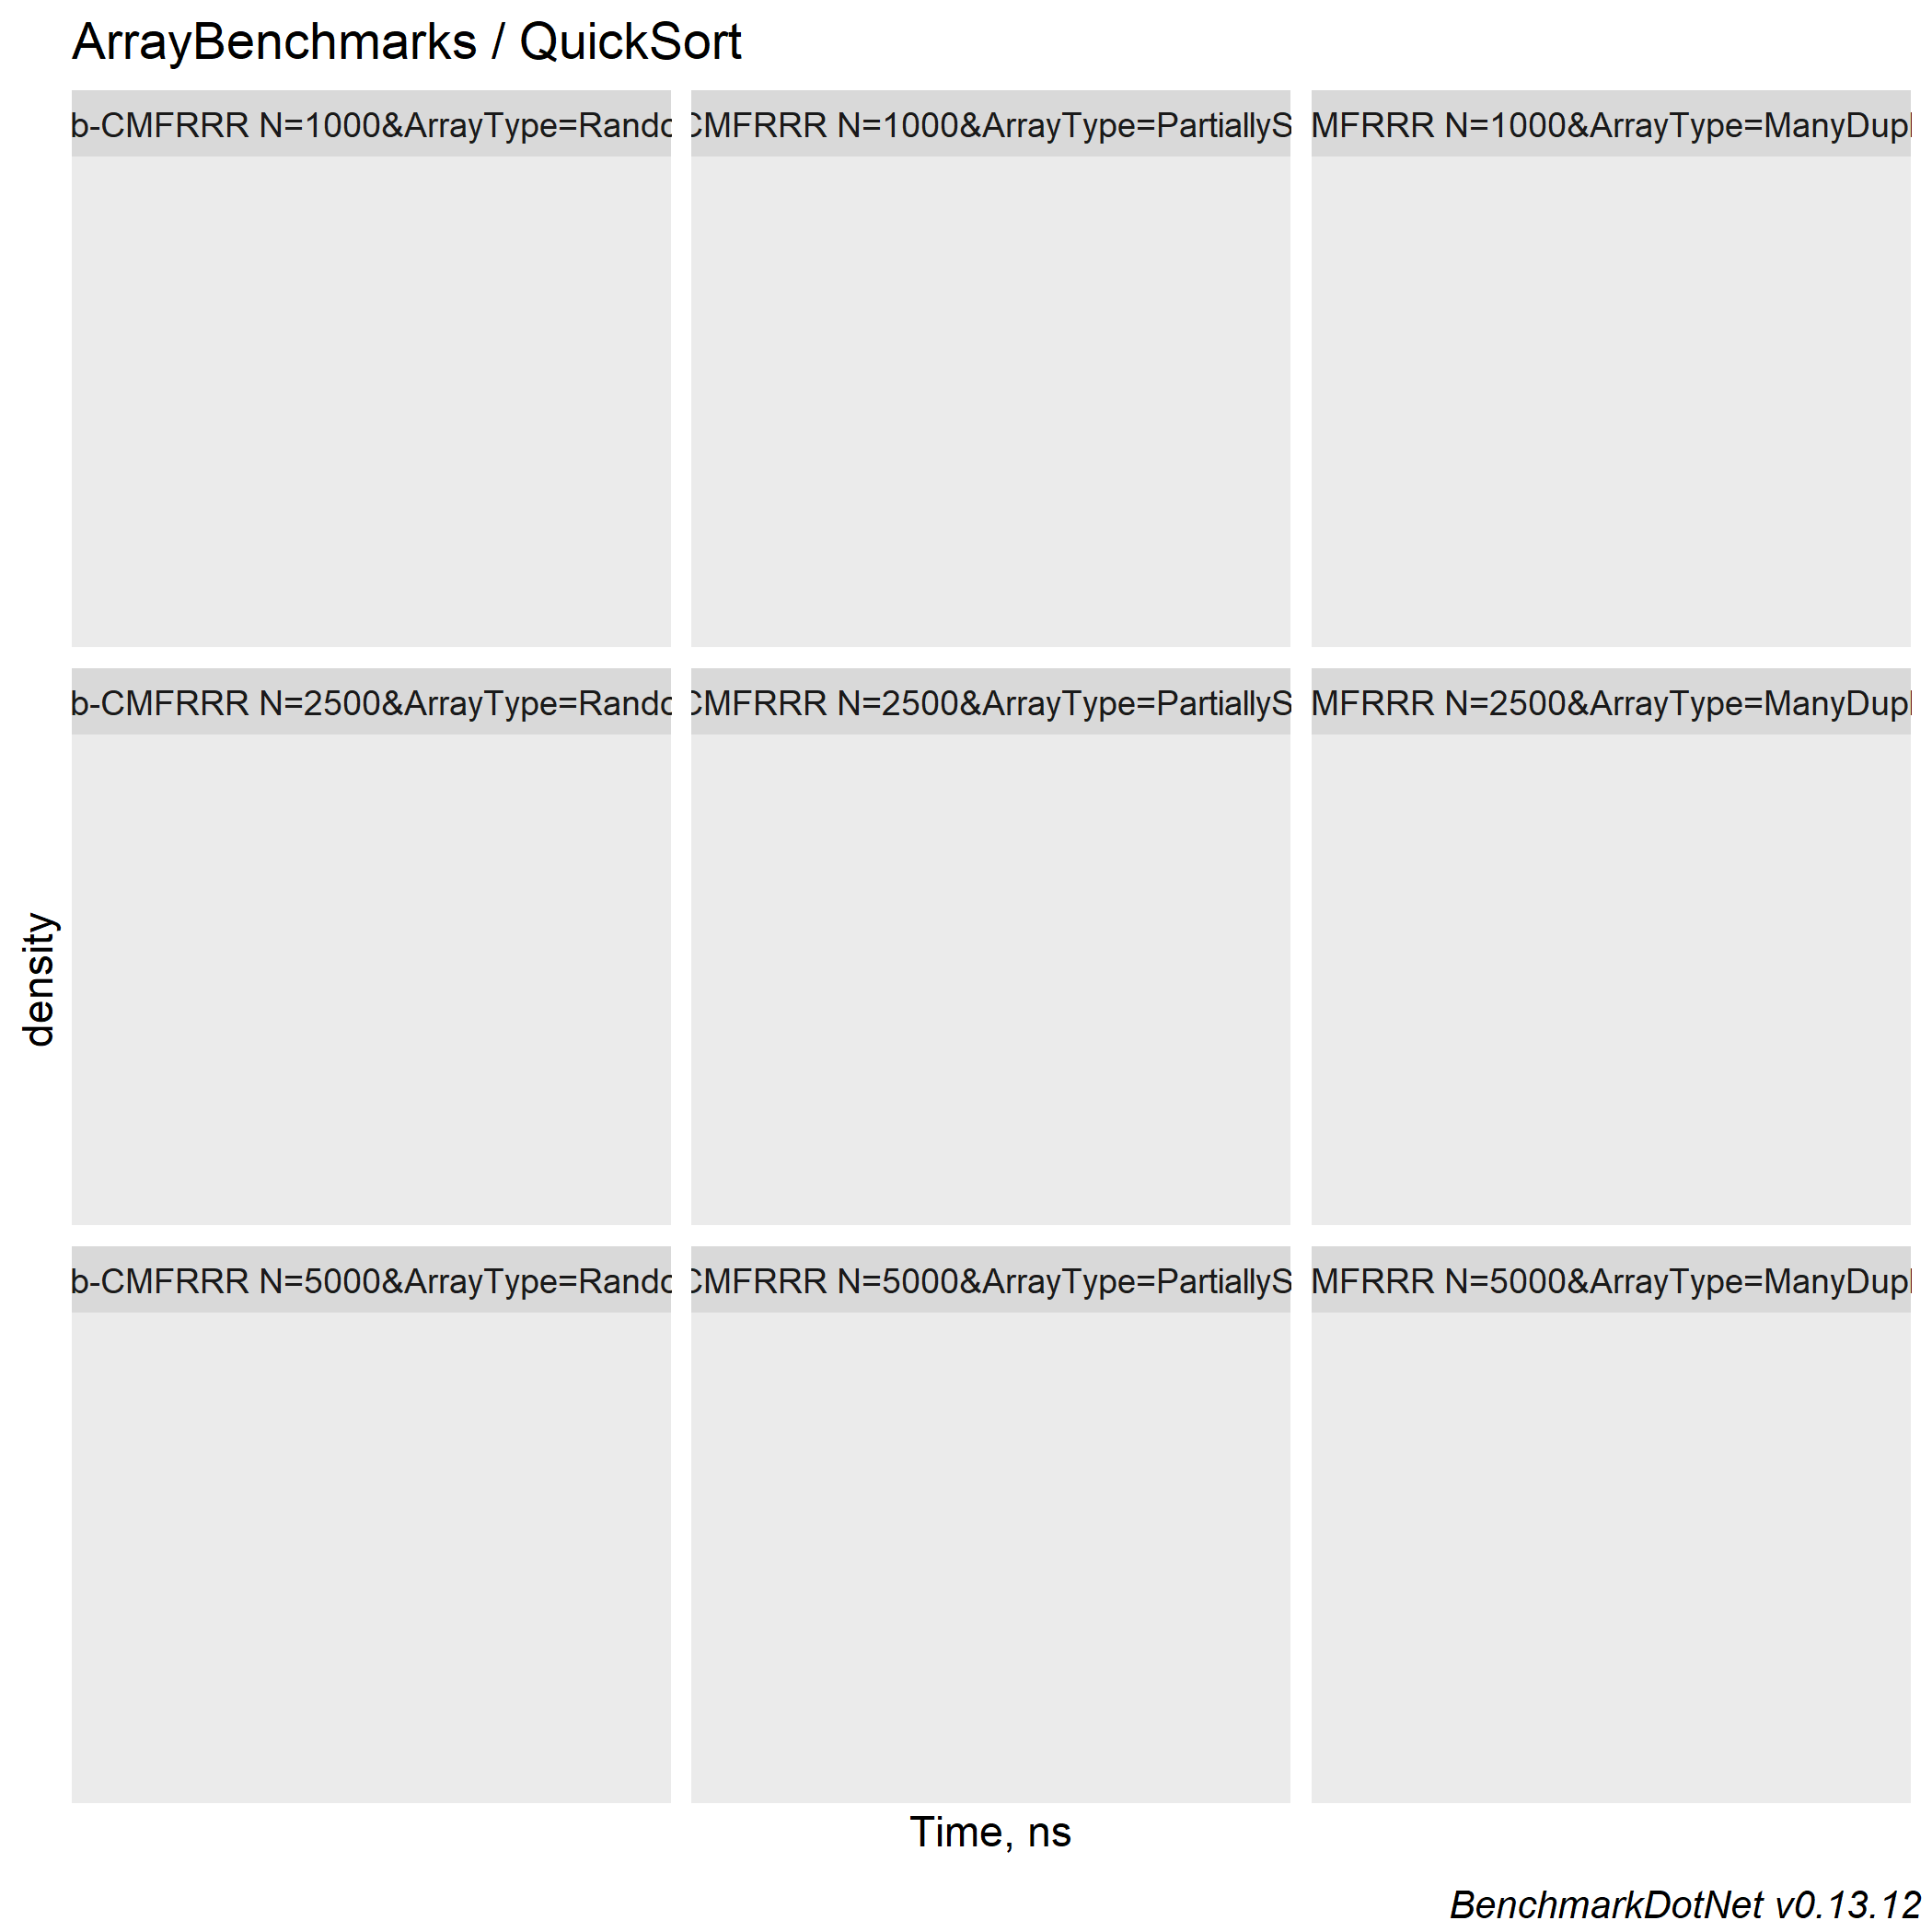 ArrayBenchmarks / QuickSort
b-CMFRRR N=1000&ArrayType=Rando
CMFRRR N=1000&ArrayType=PartiallyS
MFRRR N=1000&ArrayType=ManyDupl
b-CMFRRR N=2500&ArrayType=Rando
CMFRRR N=2500&ArrayType=PartiallyS
MFRRR N=2500&ArrayType=ManyDupl
density
b-CMFRRR N=5000&ArrayType=Rando
CMFRRR N=5000&ArrayType=PartiallyS
MFRRR N=5000&ArrayType=ManyDupl
Time, ns
BenchmarkDotNet v0.13.12